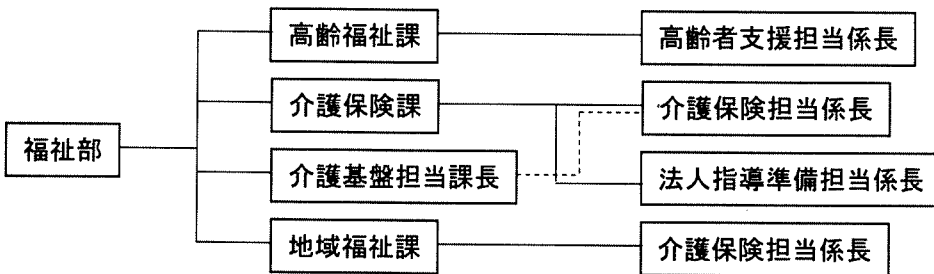 福祉部
高齢福祉課
高齢者支援担当係長
介護保険課
介護保険担当係長
介護基盤担当課長
法人指導準備担当係長
地域福祉課
介護保険担当係長